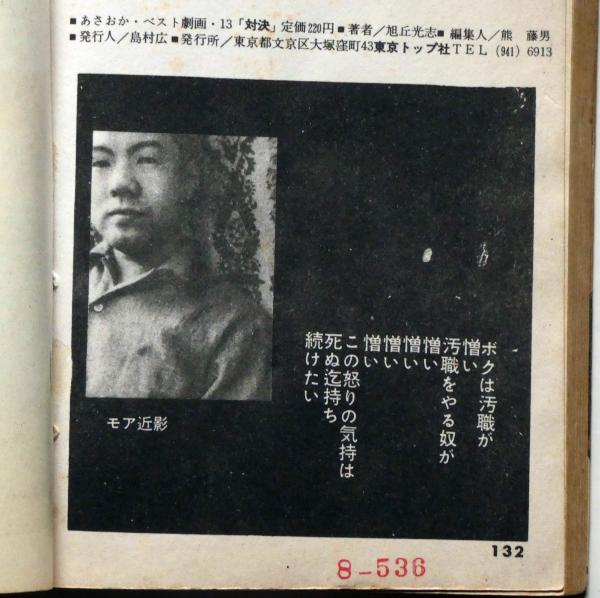 ■あさおか・ベスト劇画・13「対決」定価220円■著者／旭丘光志■編集人／熊　藤男
■発行人／島村広■発行所／東京都文京区大塚窪町43東京トップ社TEL（941）6913
ボクは汚職が
憎い
汚職をやる奴が
憎い
憎い
憎い
憎い
この怒りの気持は
死ぬ迄持ち
続けたい
モア近影
132
8-536